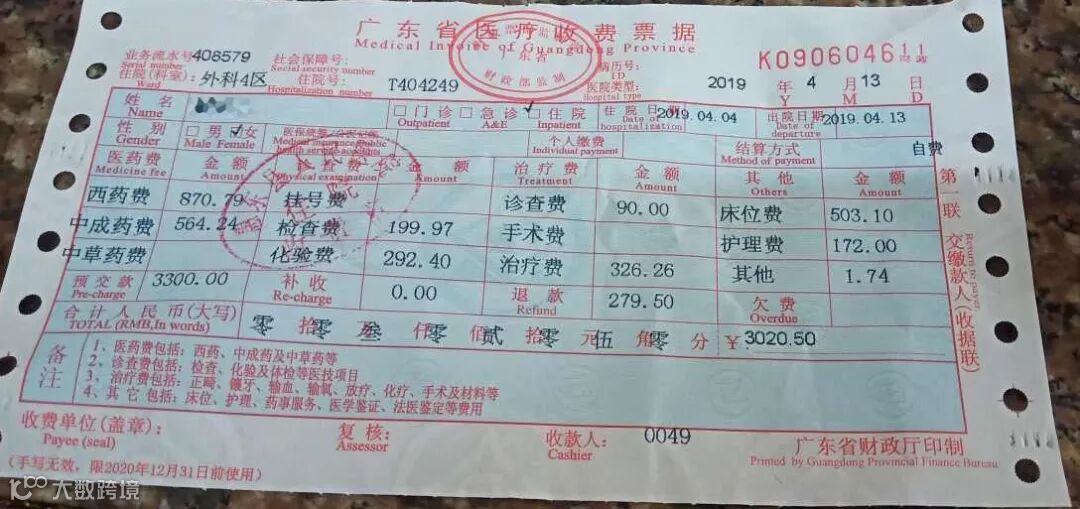 广东省医疗收费票据
Medical Invoice of Guangdong Province
广东省
财政部监制
K09060461
业务流水号408579 社会保障号: 病历号:
Social security number ID
住院(科室): 外科4区 住院号: T404249 医院类型: 2019 年 4 月 13 日
Ward Hospitalization number Hospital type Y M D
姓名 □门诊 □急诊 ✓住院 住院日期 2019.04.04 出院日期 2019.04.13
Name Outpatient A&E Inpatient Date of hospitalization Date of departure
性别 □男 ✓女 个人缴费 结算方式 自费
Gender Male Female Individual payment Method of payment
医药费 金额 诊查费 金额 治疗费 金额 其他 金额
Medicine fee Amount Physical examination Amount Treatment Amount Others Amount
西药费 870.79 挂号费 诊查费 90.00 床位费 503.10
中成药费 564.24 检查费 199.97 手术费 护理费 172.00
中草药费 化验费 292.40 治疗费 326.26 其他 1.74
预交款 3300.00 补收 0.00 退款 279.50 欠费
Pre-charge Re-charge Refund Overdue
合计人民币(大写) 零 拾零 叁 仟零 佰贰 拾零 元伍 角零 分 ¥3020.50
TOTAL (RMB,In words)
备注
1、医药费包括: 西药、中成药及中草药等
2、诊查费包括: 检查、化验及体检等医技项目
3、治疗费包括: 正畸、镶牙、输血、输氧、放疗、化疗、手术及材料等
4、其它 包括: 床位、护理、药事服务、医学鉴证、法医鉴定等费用
收费单位(盖章): 复核: 收款人: 0049 广东省财政厅印制
Payee (seal) Assessor Cashier Printed by Guangdong Provincial Finance Bureau
(手写无效，限2020年12月31日前使用)
第一联 交缴款人(收据联)
Return to payer
大数跨境